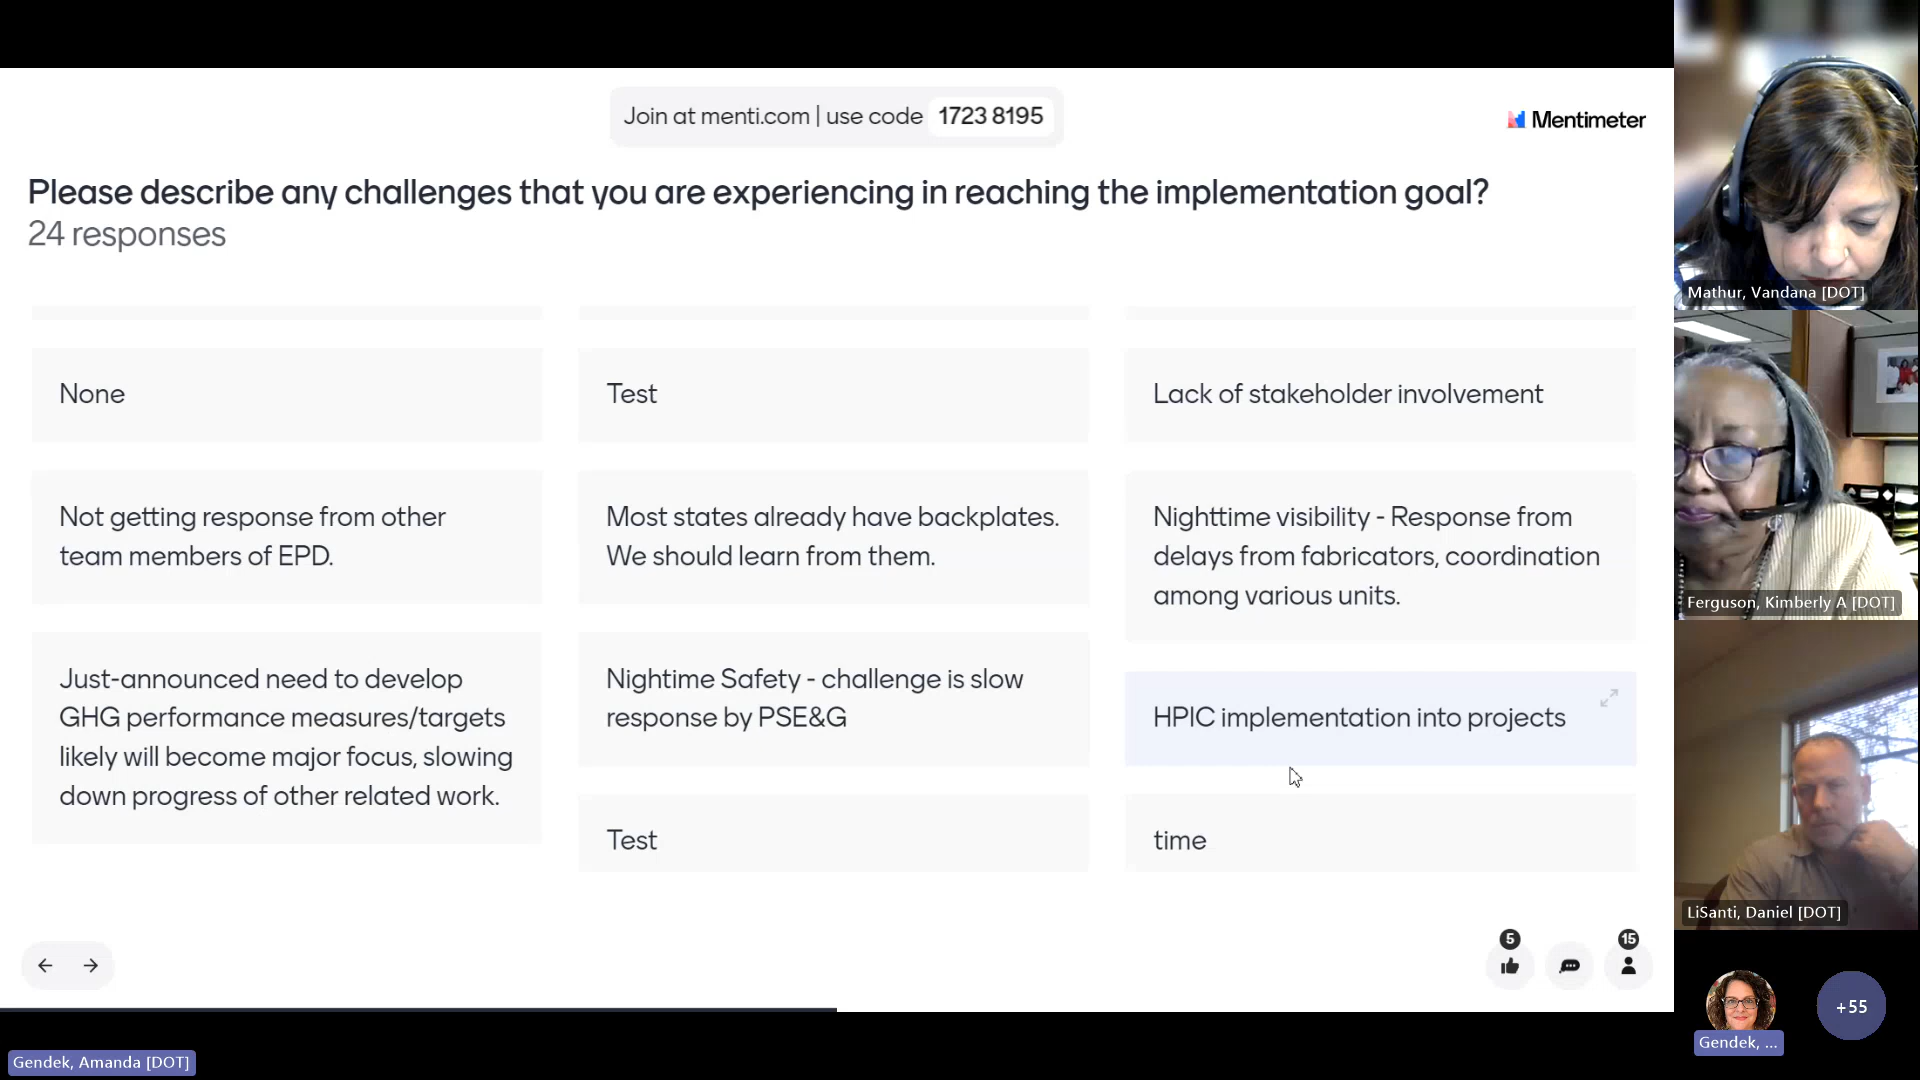 Join at menti.com | use code 1723 8195
Mentimeter
Please describe any challenges that you are experiencing in reaching the implementation goal?
24 responses
None
Test
Lack of stakeholder involvement
Not getting response from other
team members of EPD.
Most states already have backplates.
We should learn from them.
Nighttime visibility - Response from
delays from fabricators, coordination
among various units.
Just-announced need to develop
GHG performance measures/targets
likely will become major focus, slowing
down progress of other related work.
Nightime Safety - challenge is slow
response by PSE&G
HPIC implementation into projects
Test
time
5
15
Mathur, Vandana [DOT]
Ferguson, Kimberly A [DOT]
LiSanti, Daniel [DOT]
Gendek, ...
+55
Gendek, Amanda [DOT]